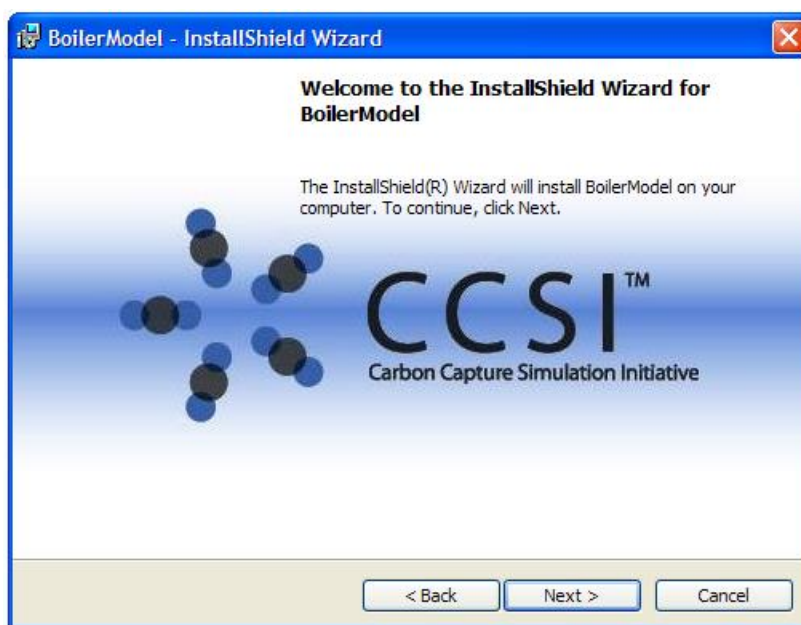 BoilerModel - InstallShield Wizard
Welcome to the InstallShield Wizard for
BoilerModel
The InstallShield(R) Wizard will install BoilerModel on your
computer. To continue, click Next.
CCSI™
Carbon Capture Simulation Initiative
< Back Next > Cancel